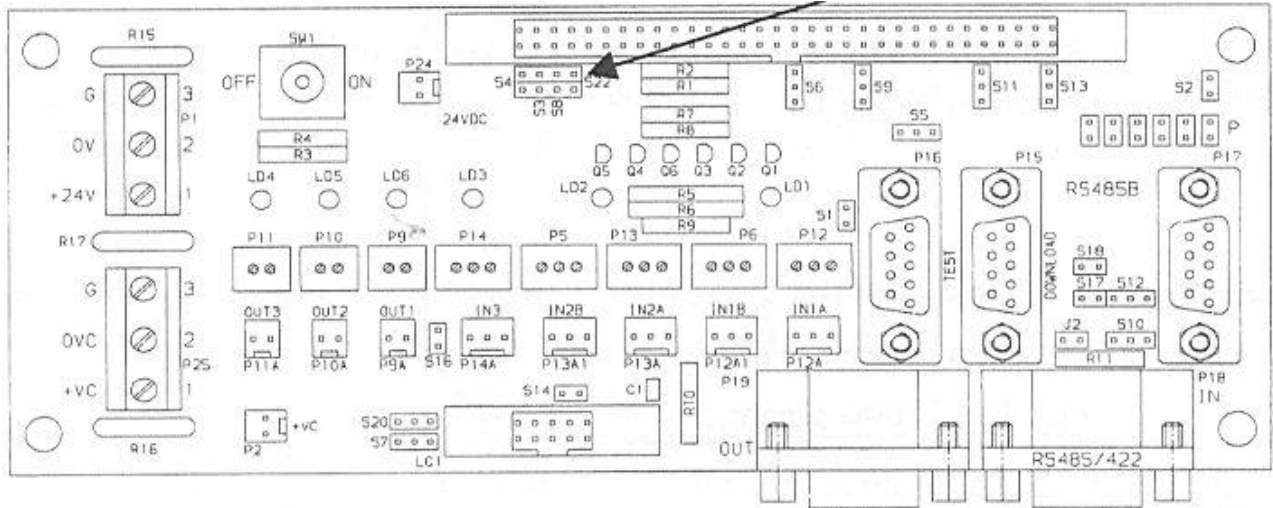 R15
SW1
P24
OFF
ON
S4
S22
S3
S8
24VDC
R2
R1
R7
R8
S6
S9
S11
S13
S2
S5
P
G
3
P1
0V
2
+24V
1
R4
R3
LD4
LD5
LD6
LD3
Q5
Q4
Q6
Q3
Q2
Q1
LD2
LD1
R5
R6
R9
S1
P16
P15
P17
RS485B
TEST
DOWNLOAD
R17
P11
P10
P9
P14
P5
P13
P6
P12
S18
S17
S12
J2
S10
R11
G
3
0VC
2
P25
+VC
1
OUT3
OUT2
OUT1
IN3
IN2B
IN2A
IN1B
IN1A
P11A
P10A
P9A
S16
P14A
P13A1
P13A
P12A1
P12A
P19
P18
IN
S14
C1
R10
R16
P2
+VC
S20
S7
LC1
OUT
RS485/422